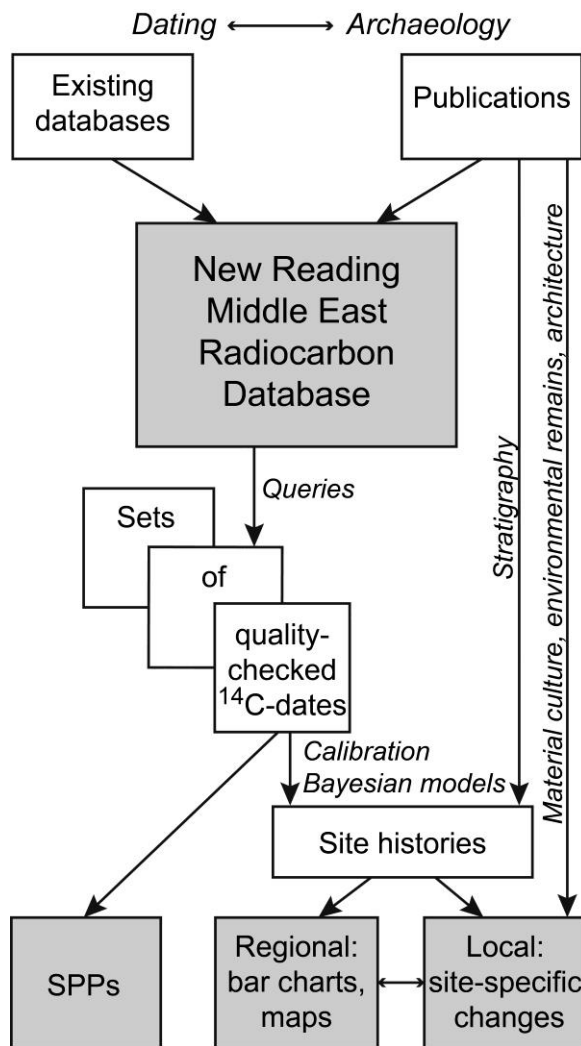 Dating ⟷ Archaeology
Existing
databases
Publications
New Reading
Middle East
Radiocarbon
Database
Queries
Stratigraphy
Material culture, environmental remains, architecture
Sets
of
quality-
checked
¹⁴C-dates
Calibration
Bayesian models
Site histories
SPPs
Regional:
bar charts,
maps
Local:
site-specific
changes